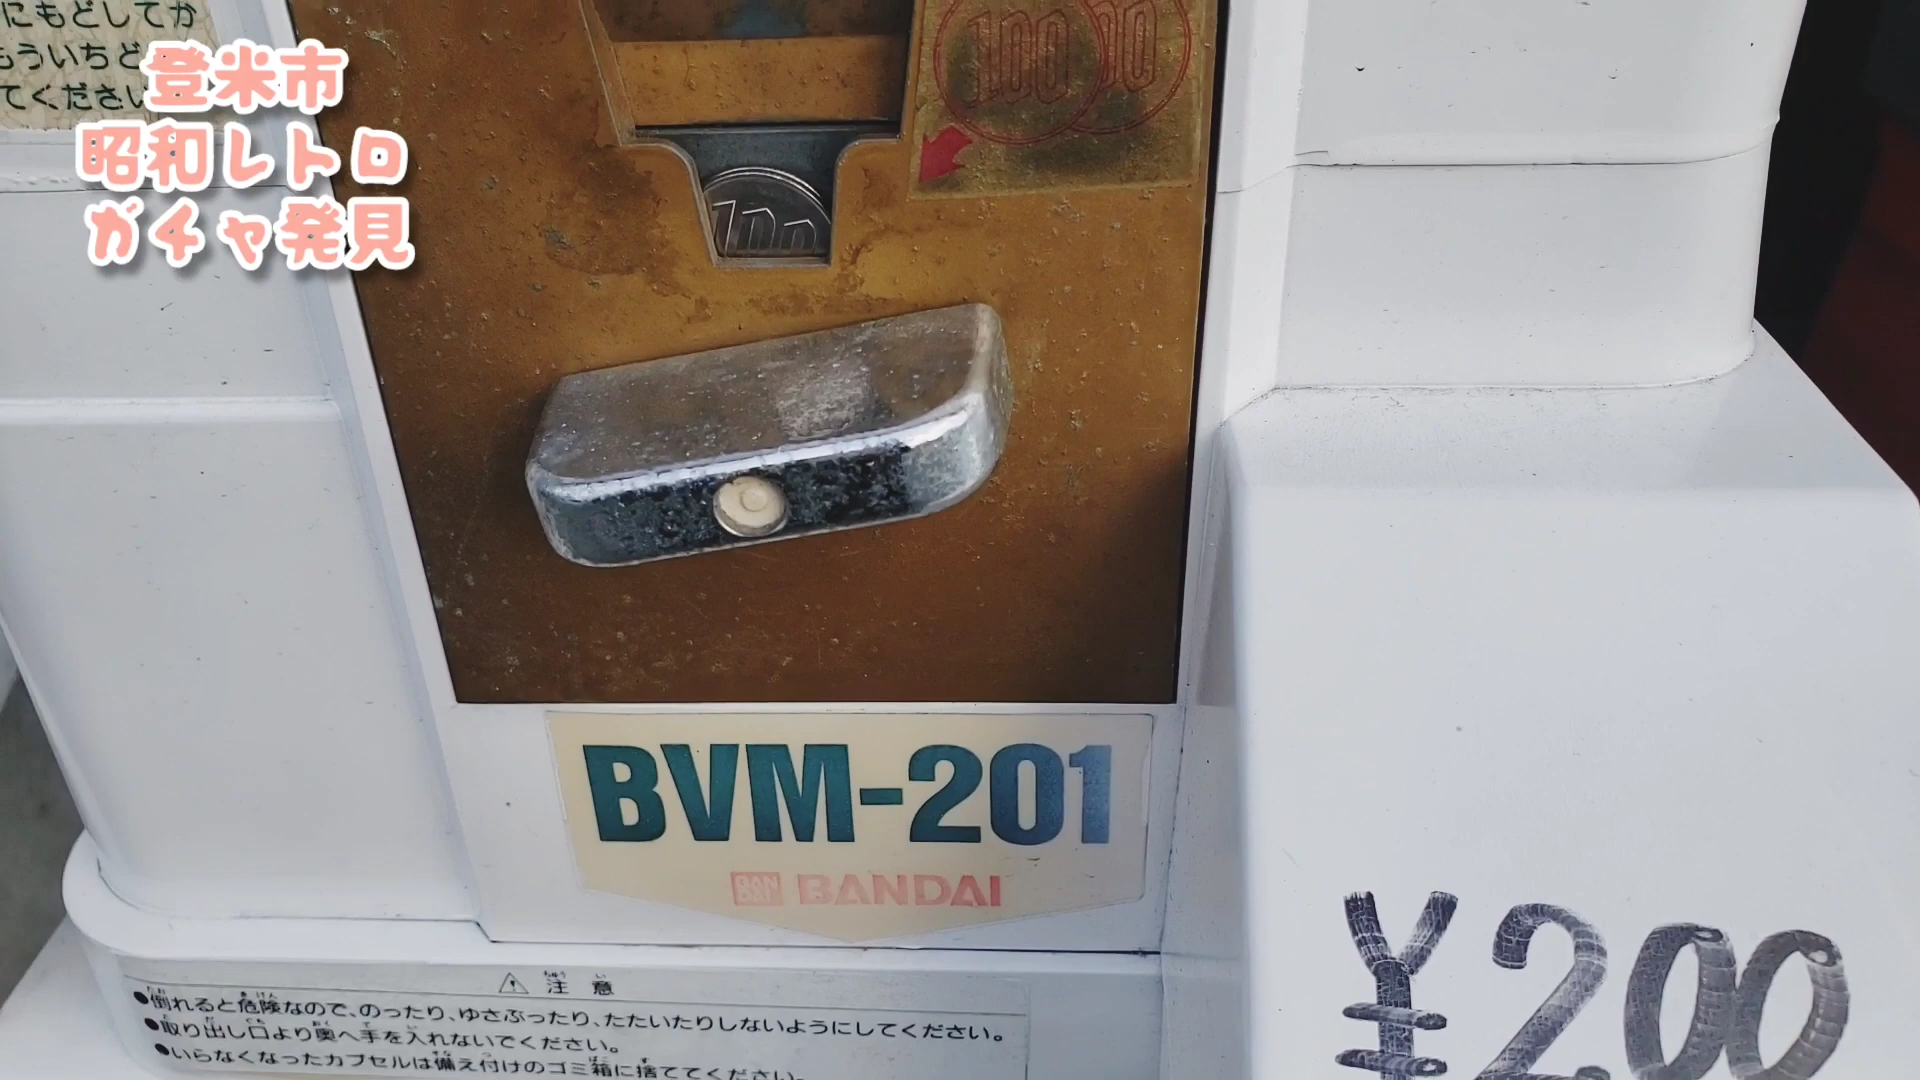 にもどしてか
もういちど
てください
登米市
昭和レトロ
ガチャ発見
100
100
BVM-201
BAN DAI BANDAI
⚠注意
●倒れると危険なので、のったり、ゆさぶったり、たたいたりしないようにしてください。
●取り出し口より奥へ手を入れないでください。
●いらなくなったカプセルは備え付けのゴミ箱に捨ててください。
¥200